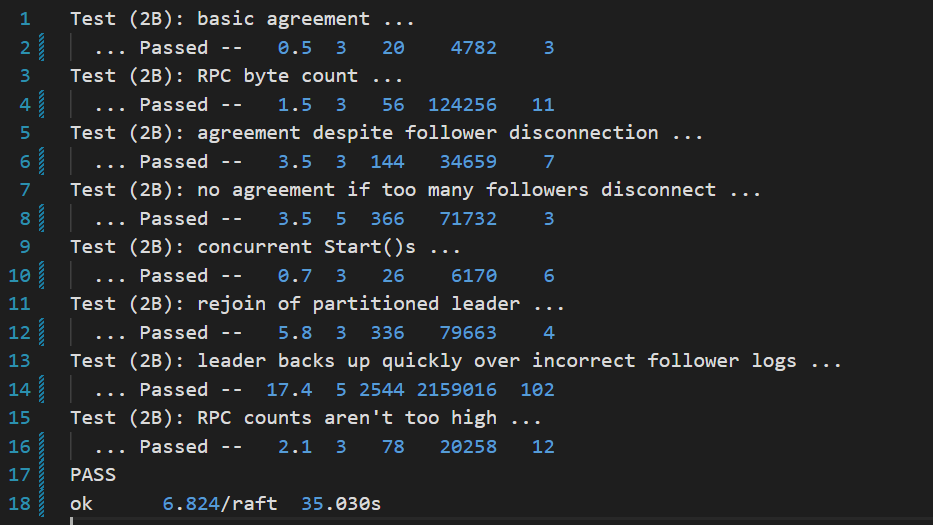 1 Test (2B): basic agreement ...
2 ... Passed -- 0.5 3 20 4782 3
3 Test (2B): RPC byte count ...
4 ... Passed -- 1.5 3 56 124256 11
5 Test (2B): agreement despite follower disconnection ...
6 ... Passed -- 3.5 3 144 34659 7
7 Test (2B): no agreement if too many followers disconnect ...
8 ... Passed -- 3.5 5 366 71732 3
9 Test (2B): concurrent Start()s ...
10 ... Passed -- 0.7 3 26 6170 6
11 Test (2B): rejoin of partitioned leader ...
12 ... Passed -- 5.8 3 336 79663 4
13 Test (2B): leader backs up quickly over incorrect follower logs ...
14 ... Passed -- 17.4 5 2544 2159016 102
15 Test (2B): RPC counts aren't too high ...
16 ... Passed -- 2.1 3 78 20258 12
17 PASS
18 ok 6.824/raft 35.030s